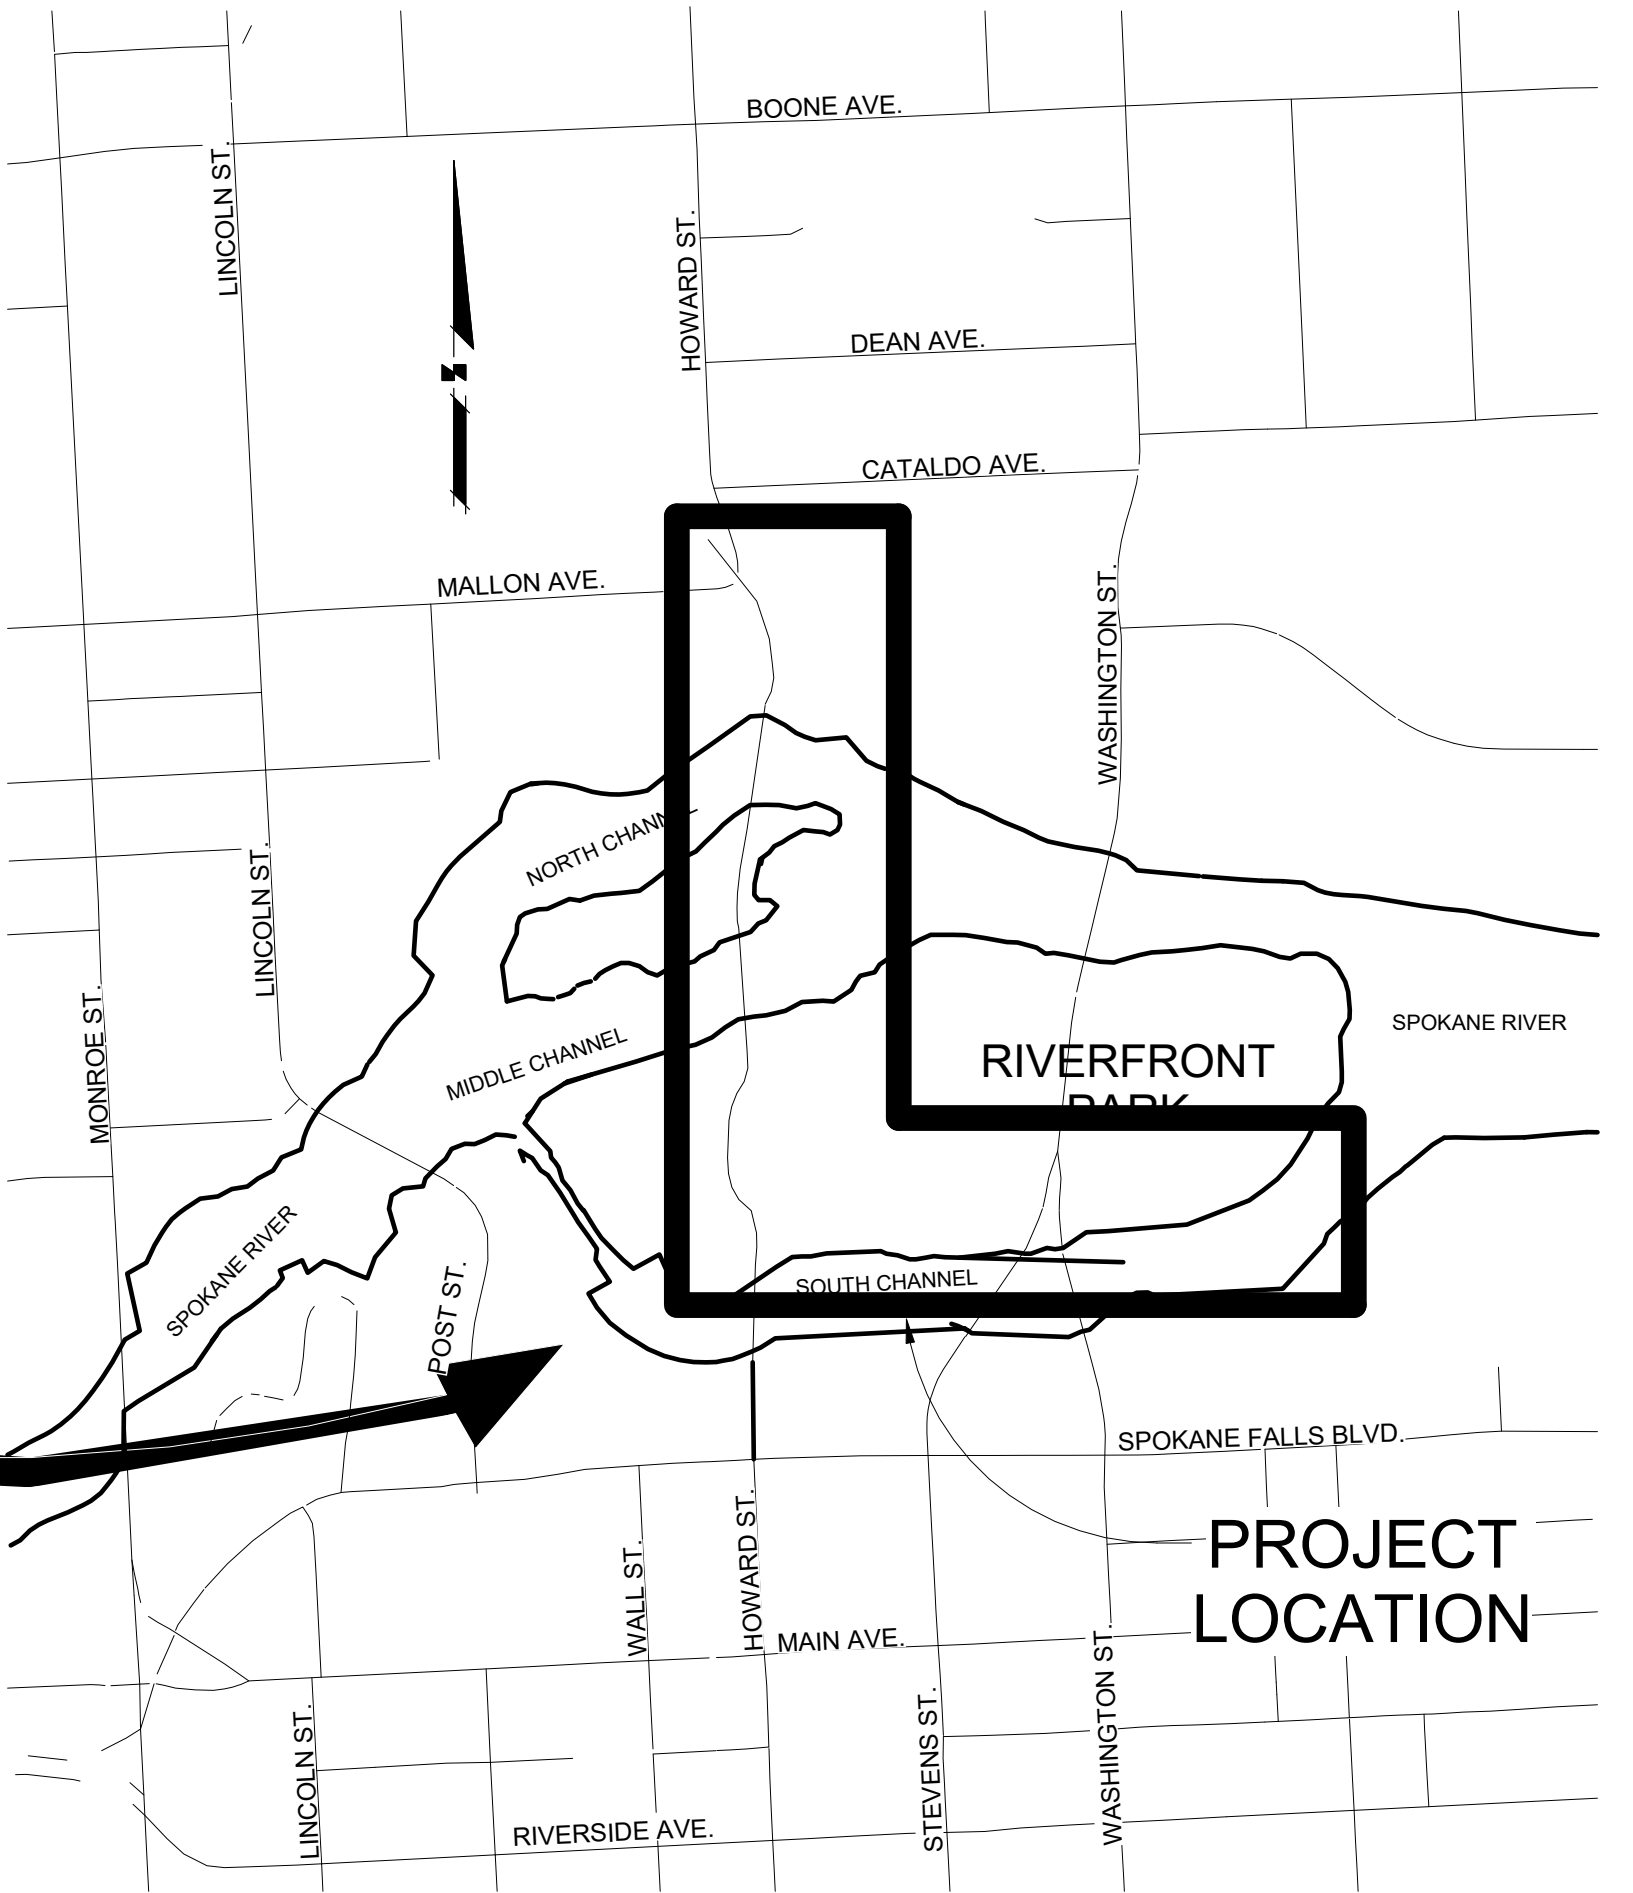 BOONE AVE.
LINCOLN ST.
HOWARD ST.
DEAN AVE.
CATALDO AVE.
MALLON AVE.
WASHINGTON ST.
NORTH CHANNEL
LINCOLN ST.
MONROE ST.
SPOKANE RIVER
MIDDLE CHANNEL
RIVERFRONT
PARK
SPOKANE RIVER
POST ST.
SOUTH CHANNEL
SPOKANE FALLS BLVD.
PROJECT
LOCATION
WALL ST.
HOWARD ST.
MAIN AVE.
LINCOLN ST.
STEVENS ST.
WASHINGTON ST.
RIVERSIDE AVE.